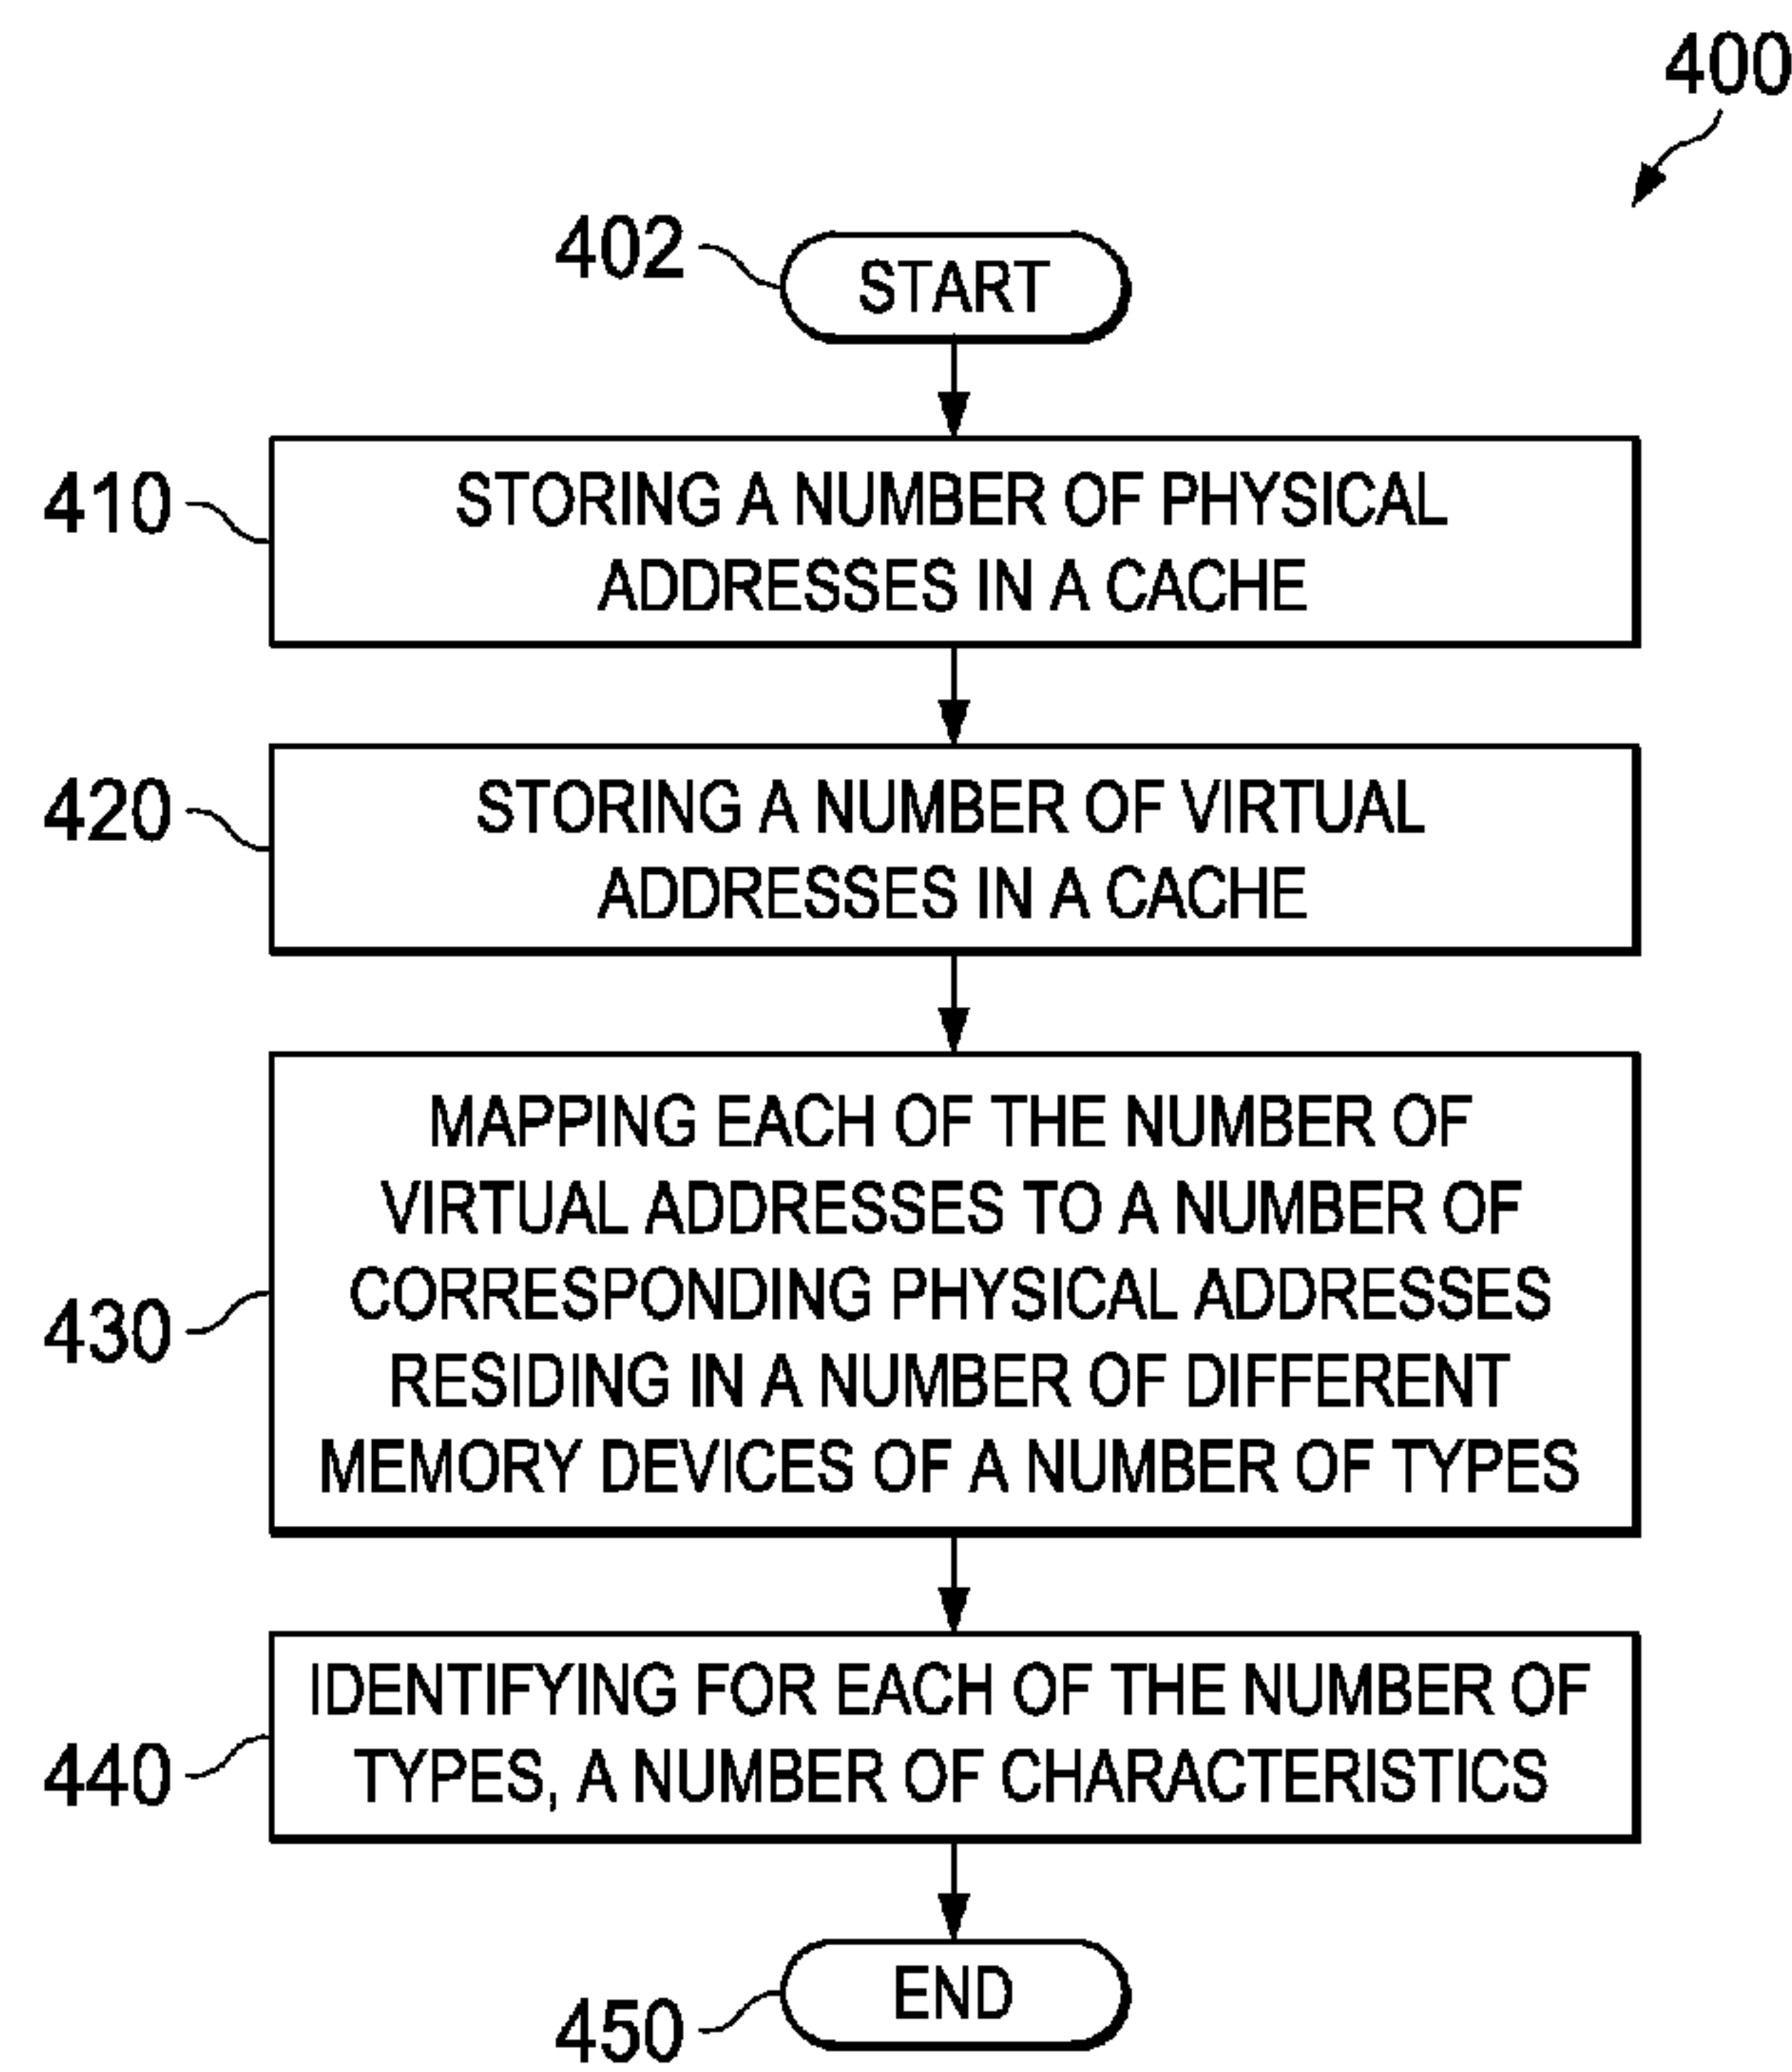 400
402
START
410
STORING A NUMBER OF PHYSICAL
ADDRESSES IN A CACHE
420
STORING A NUMBER OF VIRTUAL
ADDRESSES IN A CACHE
430
MAPPING EACH OF THE NUMBER OF
VIRTUAL ADDRESSES TO A NUMBER OF
CORRESPONDING PHYSICAL ADDRESSES
RESIDING IN A NUMBER OF DIFFERENT
MEMORY DEVICES OF A NUMBER OF TYPES
440
IDENTIFYING FOR EACH OF THE NUMBER OF
TYPES, A NUMBER OF CHARACTERISTICS
450
END